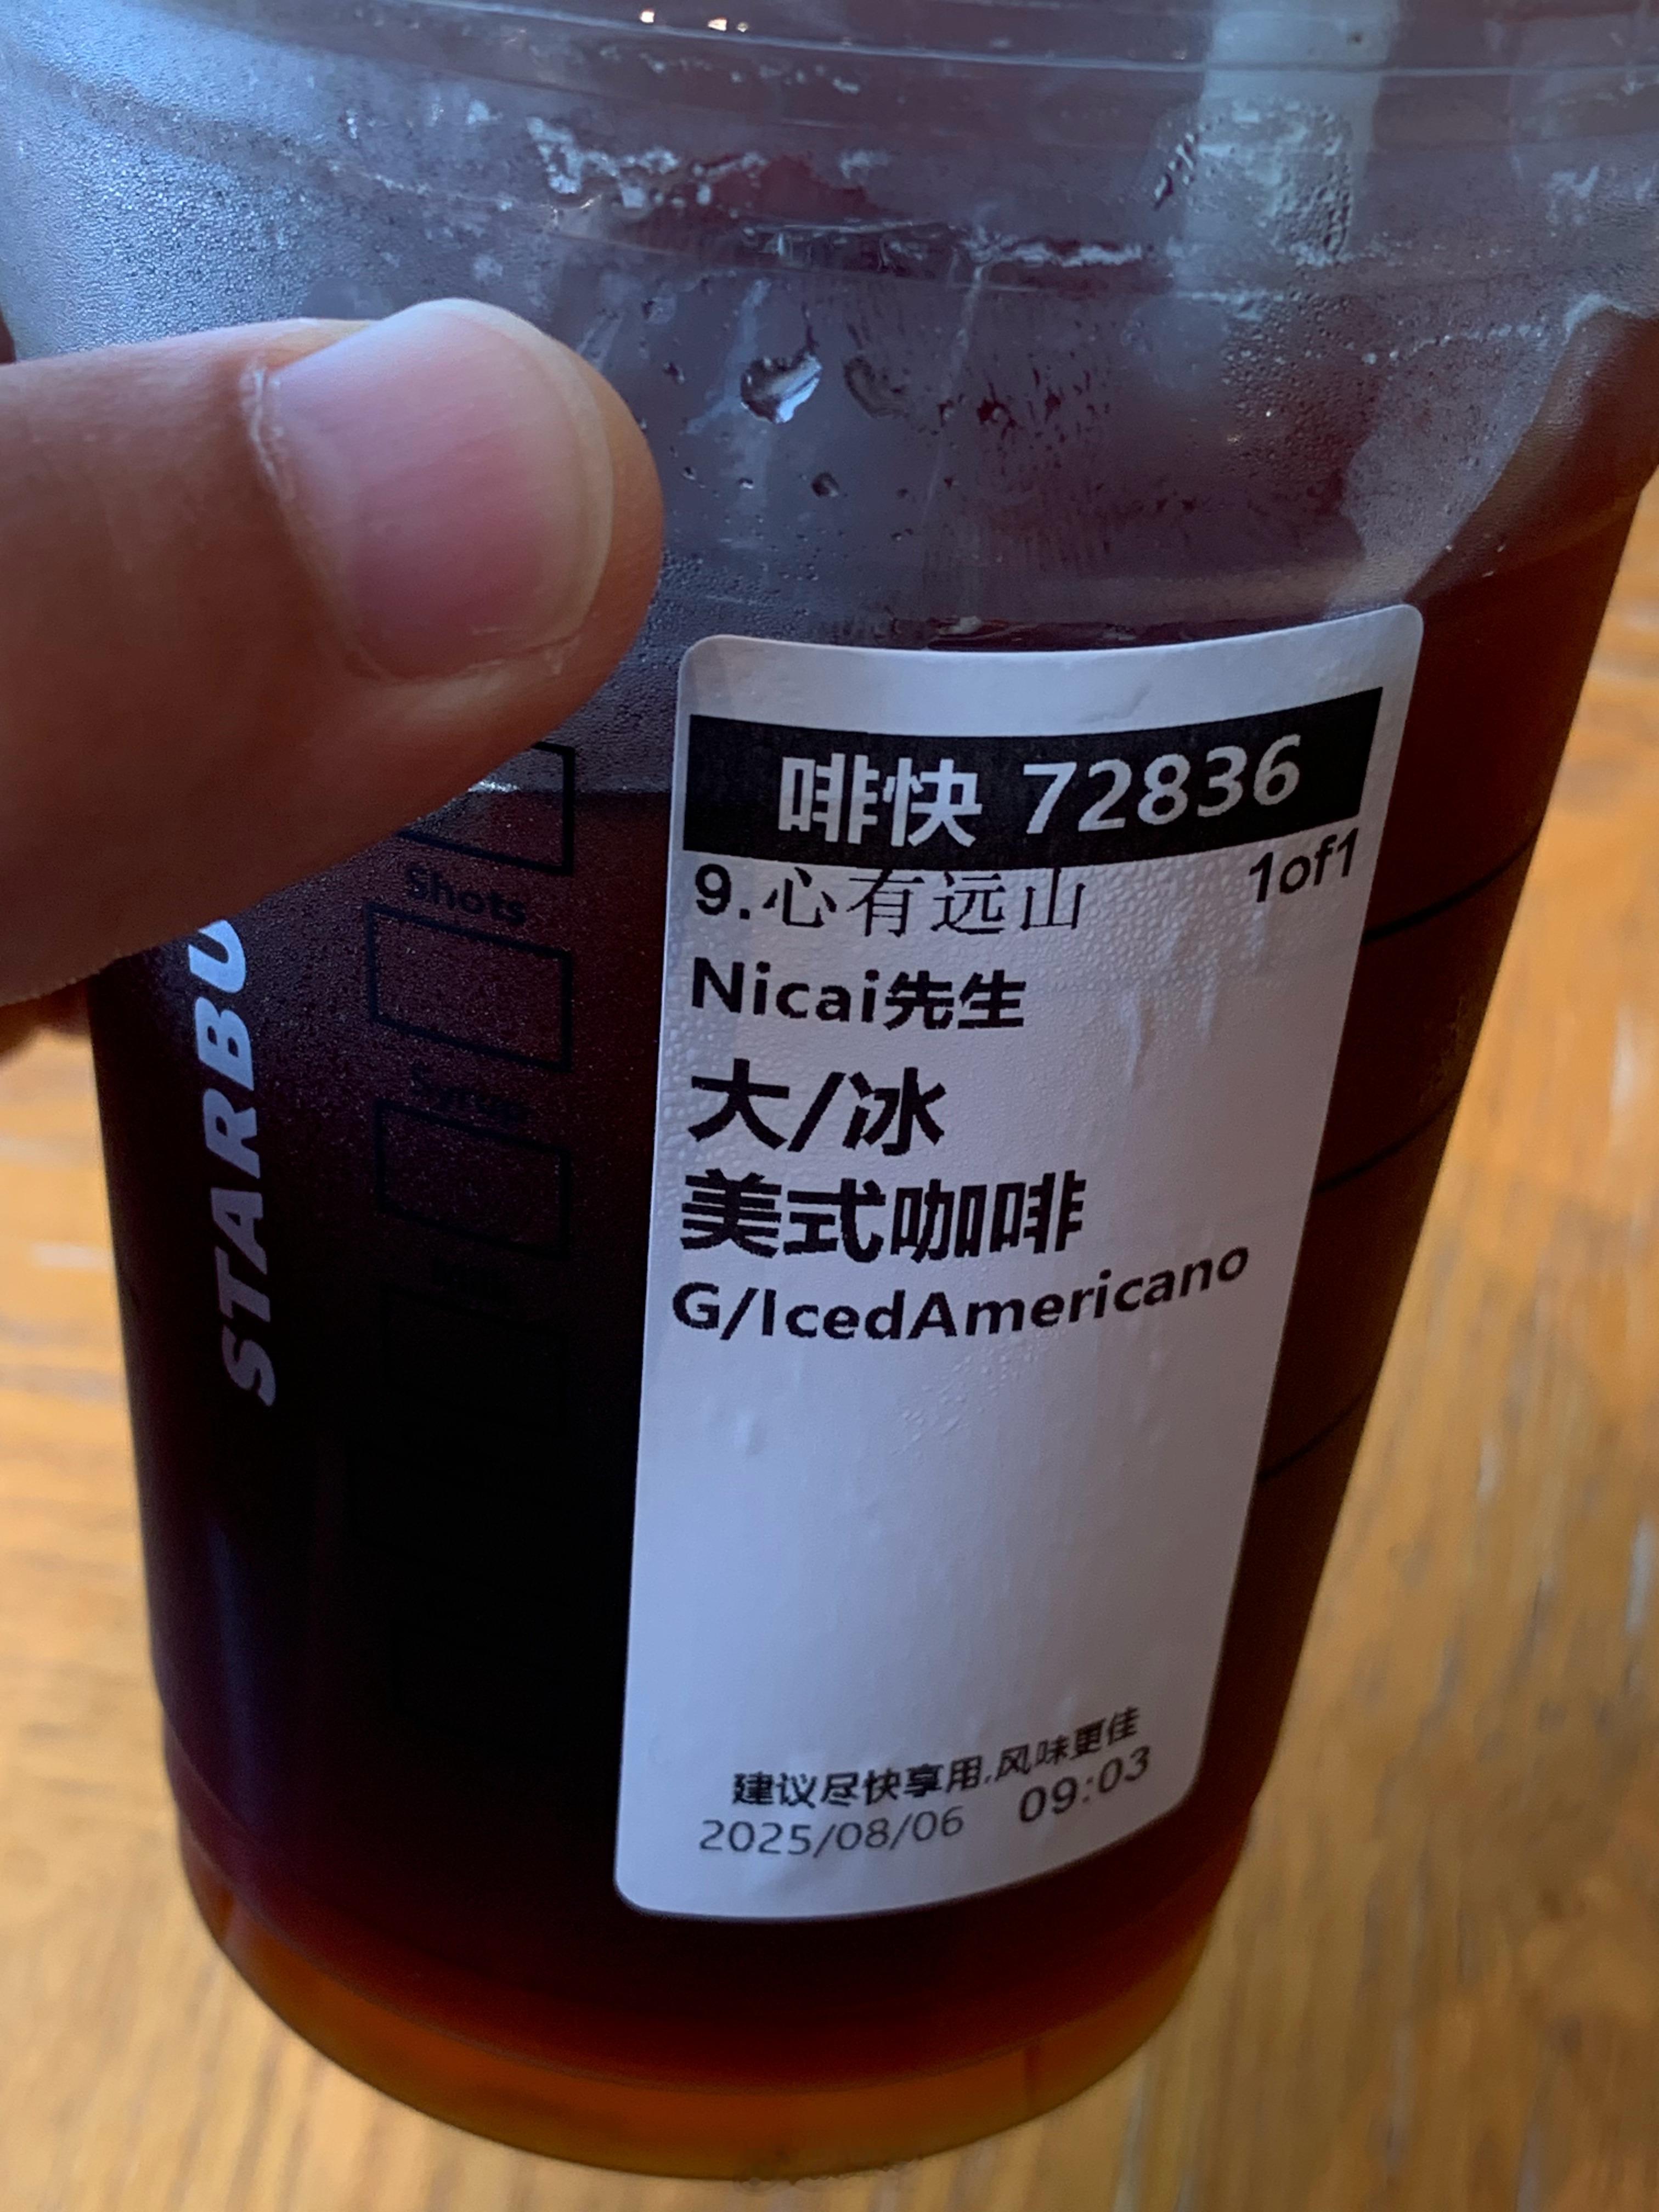 啡快 72836
1of1
9.心有远山
Nicai先生
大/冰
美式咖啡
G/IcedAmericano
建议尽快享用,风味更佳
2025/08/06 09:03
STARBU
Shots
Syrup